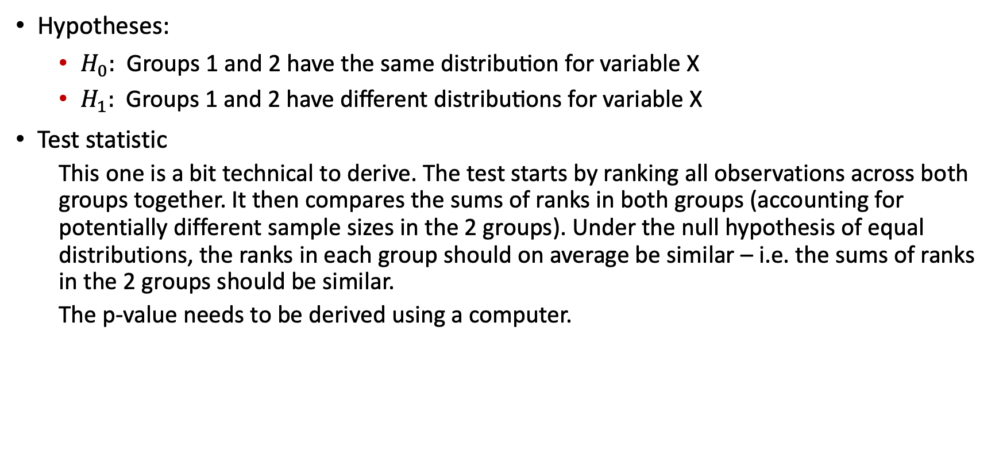 • Hypotheses:
• H₀: Groups 1 and 2 have the same distribution for variable X
• H₁: Groups 1 and 2 have different distributions for variable X
• Test statistic
This one is a bit technical to derive. The test starts by ranking all observations across both
groups together. It then compares the sums of ranks in both groups (accounting for
potentially different sample sizes in the 2 groups). Under the null hypothesis of equal
distributions, the ranks in each group should on average be similar – i.e. the sums of ranks
in the 2 groups should be similar.
The p-value needs to be derived using a computer.